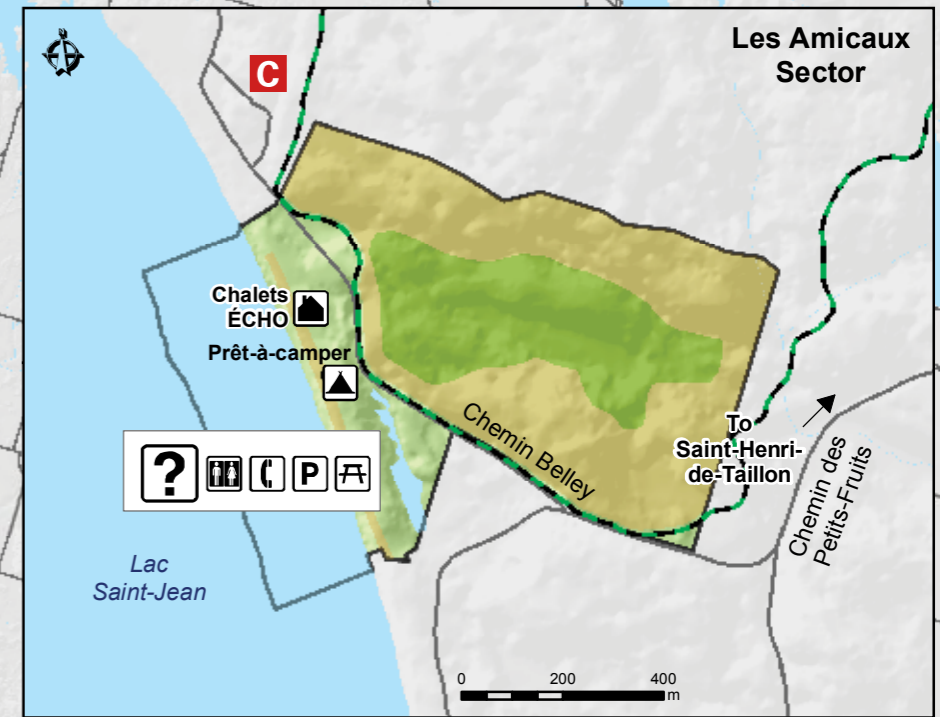 Les Amicaux
Sector
C
Chalets
ÉCHO
Prêt-à-camper
Chemin Belley
To
Saint-Henri-
de-Taillon
Chemin des
Petits-Fruits
?
P
Lac
Saint-Jean
0 200 400
m